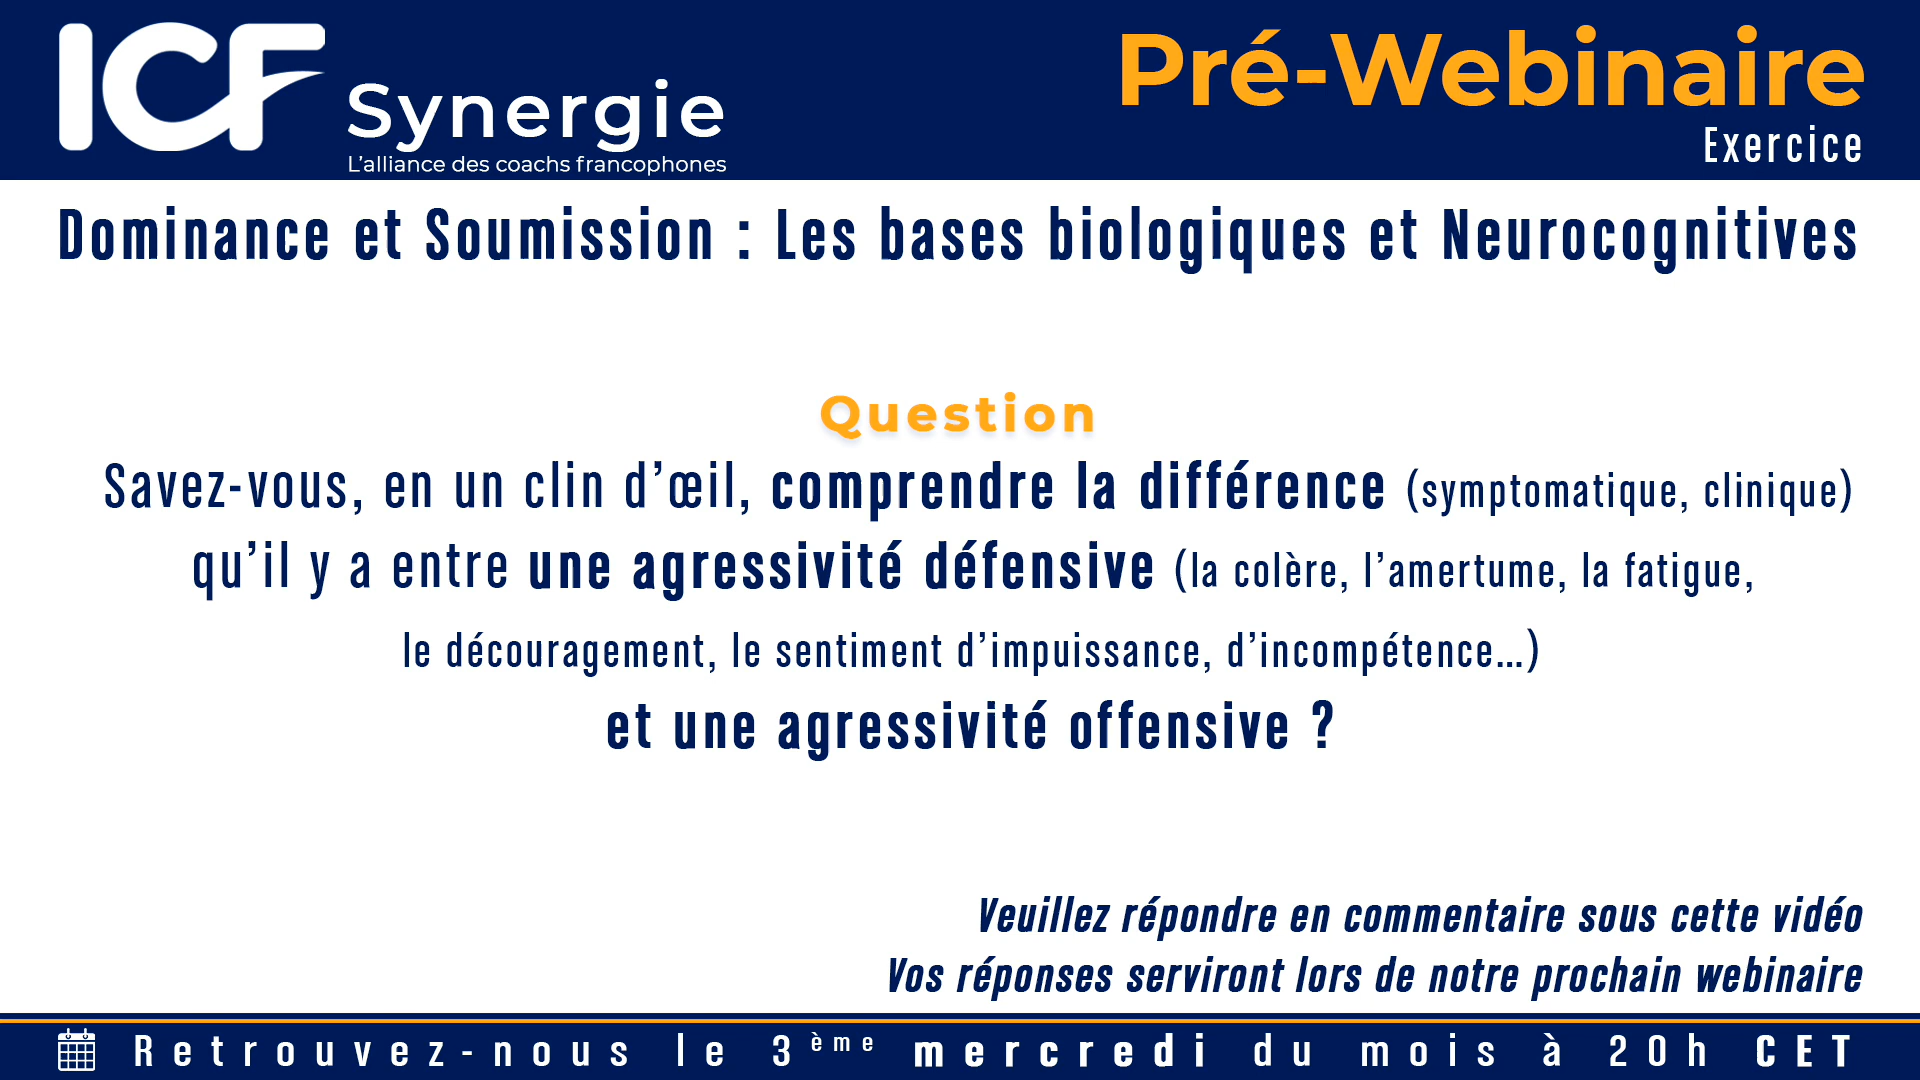 ICF Synergie
L'alliance des coachs francophones
Pré-Webinaire
Exercice
Dominance et Soumission : Les bases biologiques et Neurocognitives
Question
Savez-vous, en un clin d’œil, comprendre la différence (symptomatique, clinique)
qu’il y a entre une agressivité défensive (la colère, l’amertume, la fatigue,
le découragement, le sentiment d’impuissance, d’incompétence...)
et une agressivité offensive ?
Veuillez répondre en commentaire sous cette vidéo
Vos réponses serviront lors de notre prochain webinaire
Retrouvez-nous le 3ème mercredi du mois à 20h CET